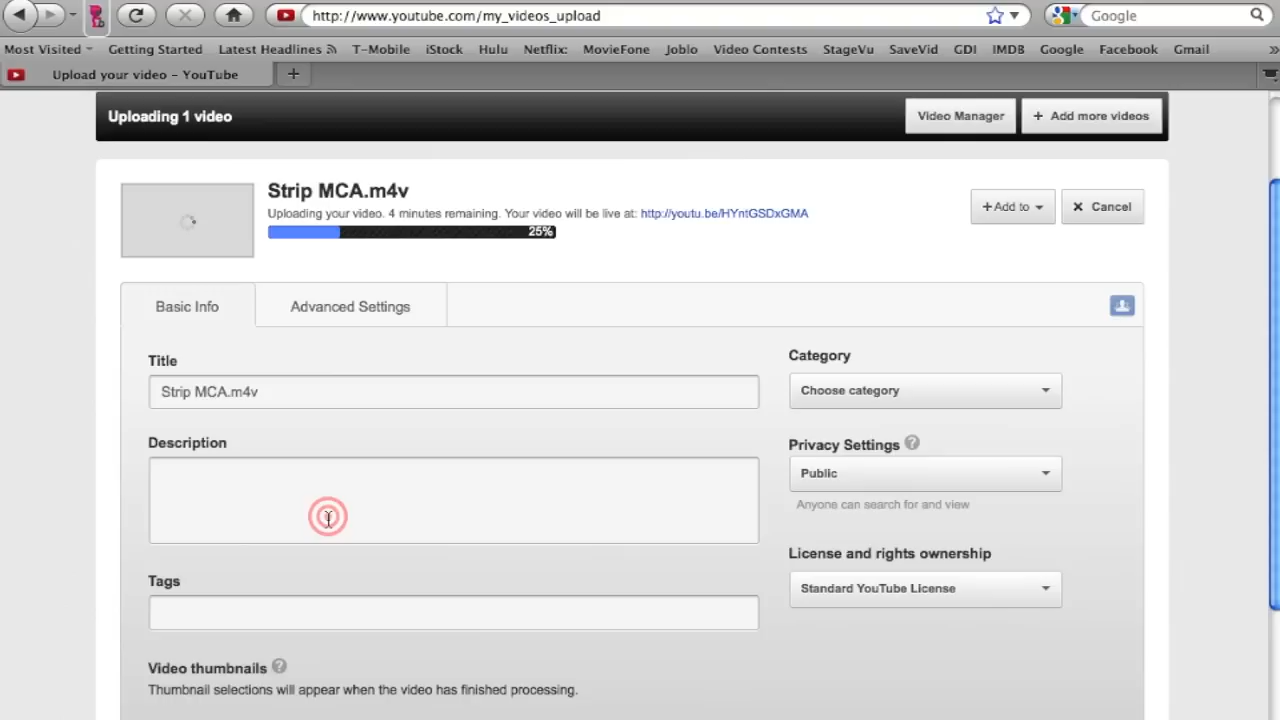 http://www.youtube.com/my_videos_upload
Google
Most Visited Getting Started Latest Headlines T-Mobile iStock Hulu Netflix: MovieFone Joblo Video Contests StageVu SaveVid GDI IMDB Google Facebook Gmail »
Upload your video - YouTube +
Uploading 1 video
Video Manager + Add more videos
Strip MCA.m4v
Uploading your video. 4 minutes remaining. Your video will be live at: http://youtu.be/HYntGSDxGMA
+Add to × Cancel
25%
Basic Info Advanced Settings
Title
Strip MCA.m4v
Category
Choose category
Description
Privacy Settings ?
Public
Anyone can search for and view
License and rights ownership
Standard YouTube License
Tags
Video thumbnails ?
Thumbnail selections will appear when the video has finished processing.